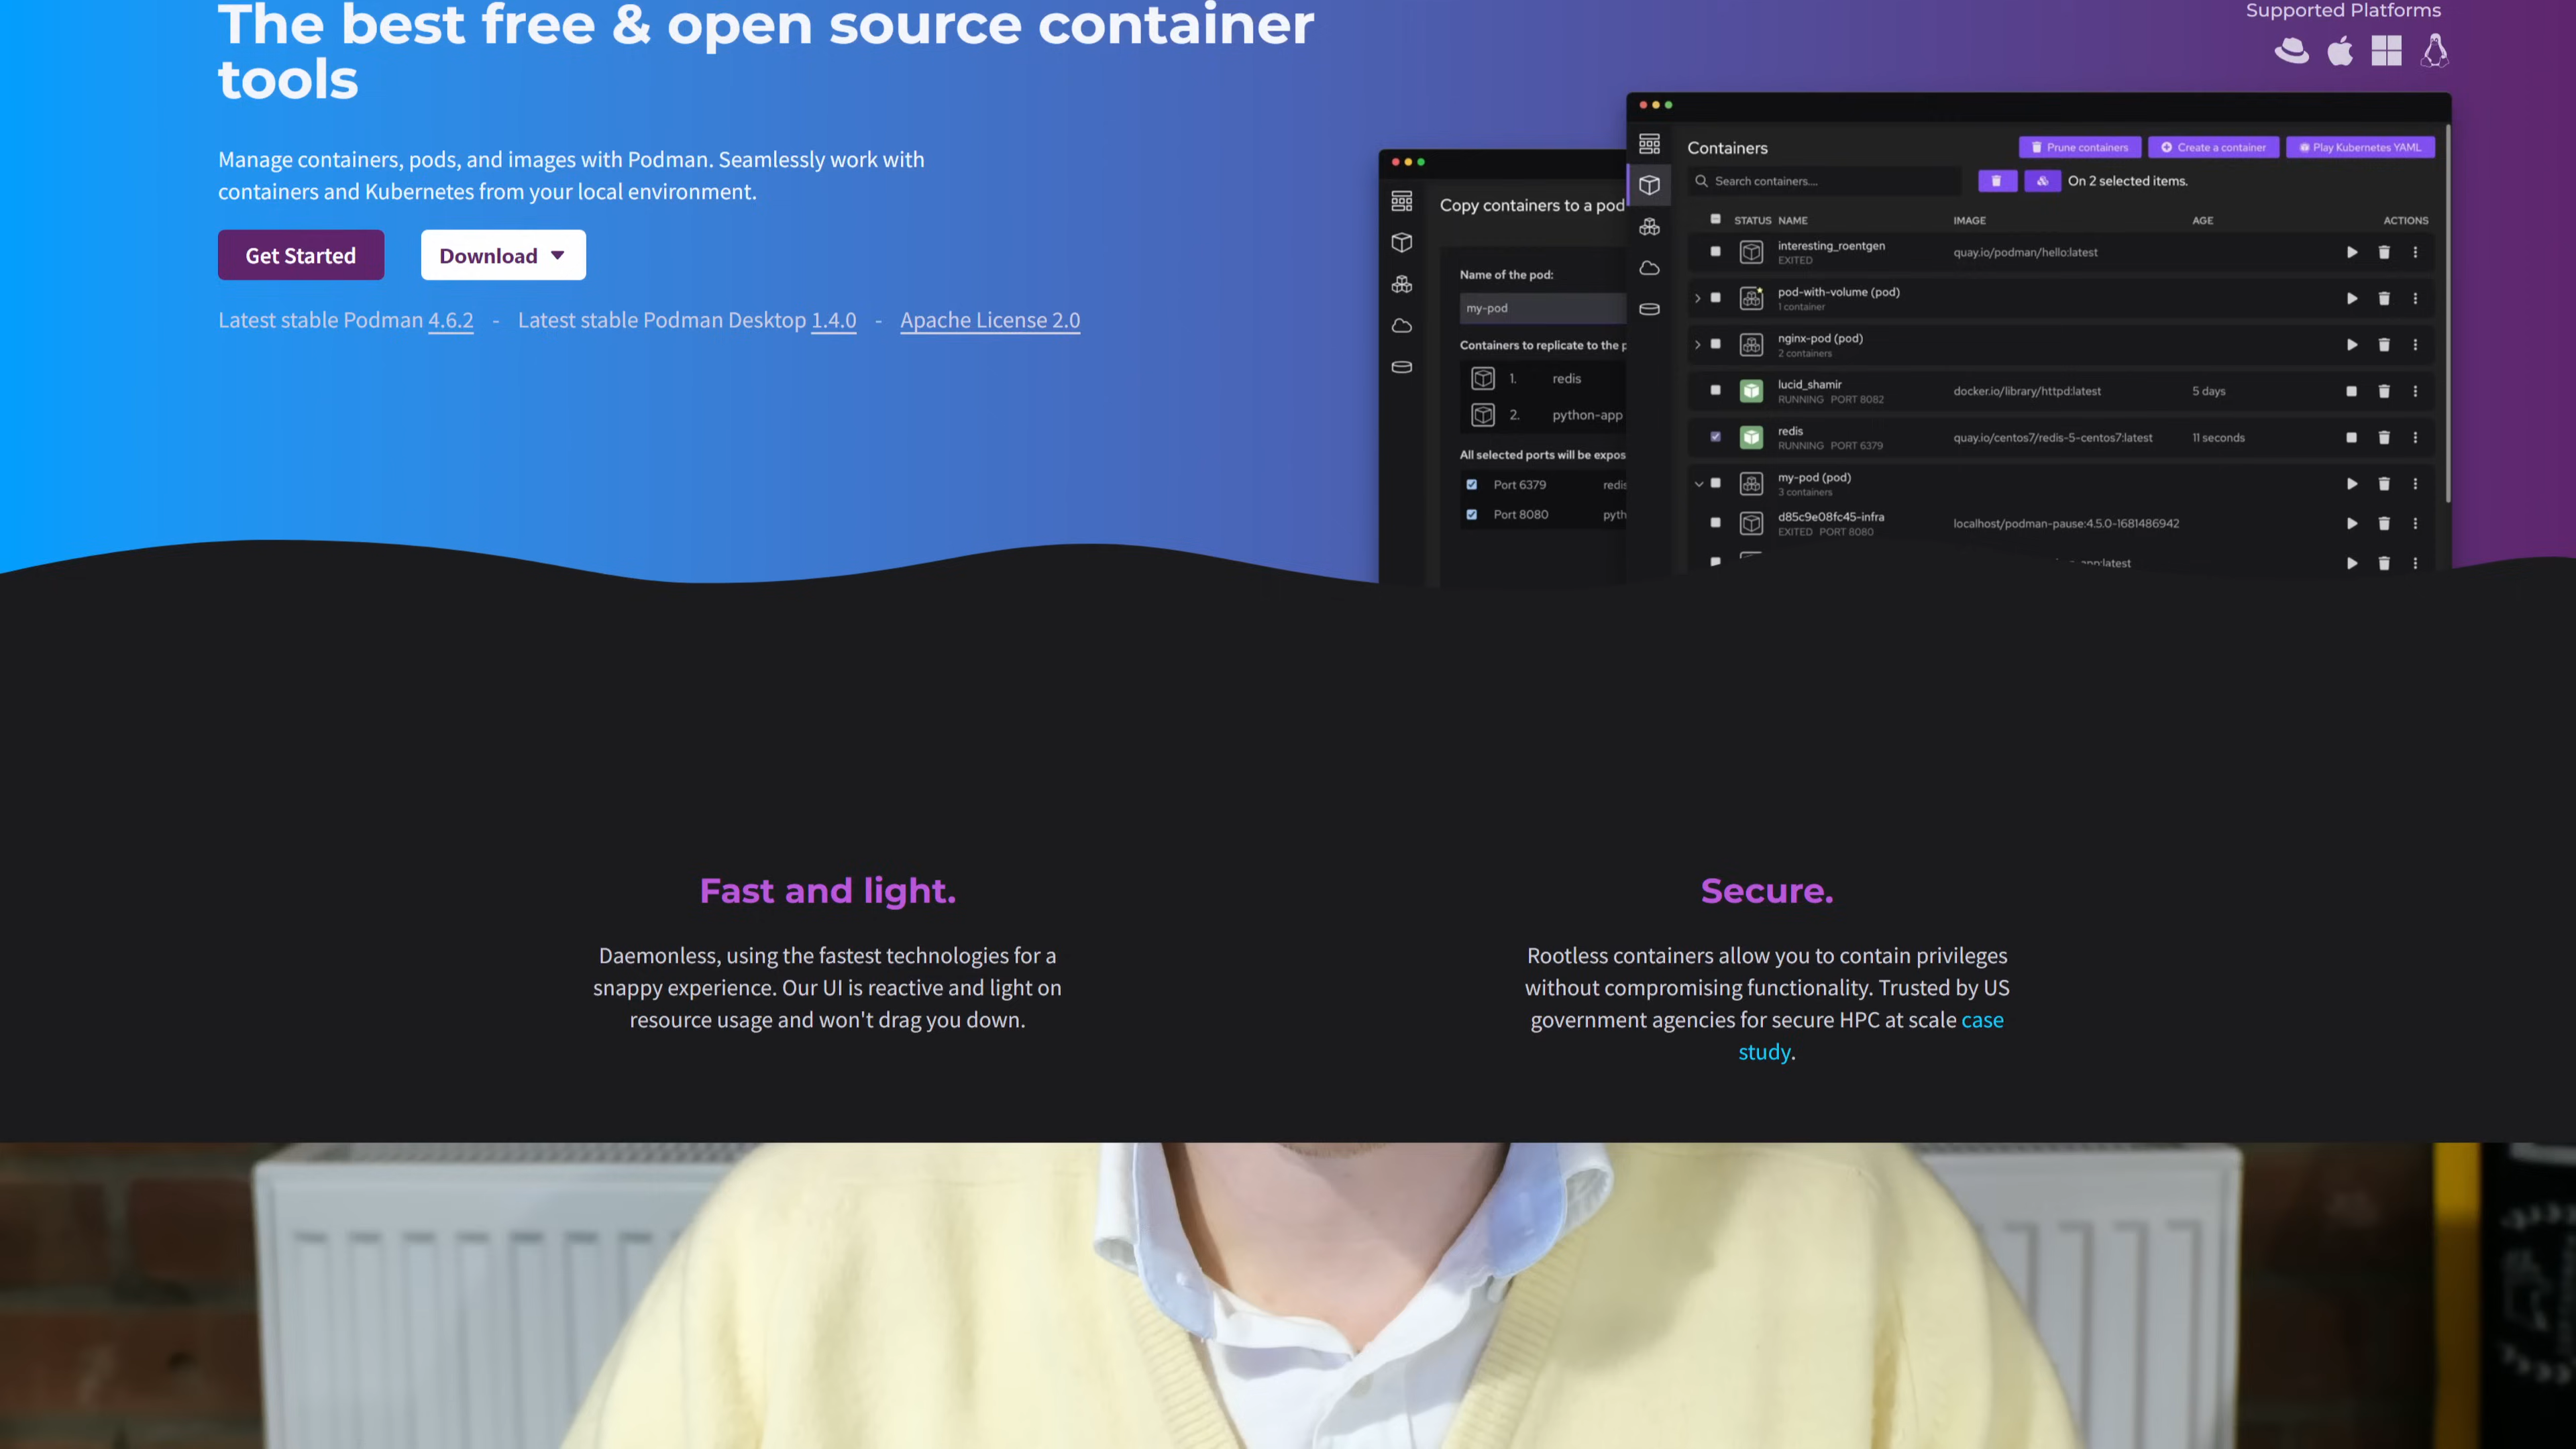 The best free & open source container
tools
Supported Platforms
Manage containers, pods, and images with Podman. Seamlessly work with
containers and Kubernetes from your local environment.
Get Started
Download
Latest stable Podman 4.6.2 - Latest stable Podman Desktop 1.4.0 - Apache License 2.0
Copy containers to a pod
Name of the pod:
my-pod
Containers to replicate to the p
1. redis
2. python-app
All selected ports will be expos
Port 6379 redis
Port 8080 pyth
Containers
Prune containers
Create a container
Play Kubernetes YAML
Search containers....
On 2 selected items.
STATUS NAME IMAGE AGE ACTIONS
interesting_roentgen quay.io/podman/hello:latest
EXITED
pod-with-volume (pod)
1 container
nginx-pod (pod)
2 containers
lucid_shamir docker.io/library/httpd:latest 5 days
RUNNING PORT 8082
redis quay.io/centos7/redis-5-centos7:latest 11 seconds
RUNNING PORT 6379
my-pod (pod)
3 containers
d85c9e08fc45-infra localhost/podman-pause:4.5.0-1681486942
EXITED PORT 8080
Fast and light.
Daemonless, using the fastest technologies for a
snappy experience. Our UI is reactive and light on
resource usage and won't drag you down.
Secure.
Rootless containers allow you to contain privileges
without compromising functionality. Trusted by US
government agencies for secure HPC at scale case
study.